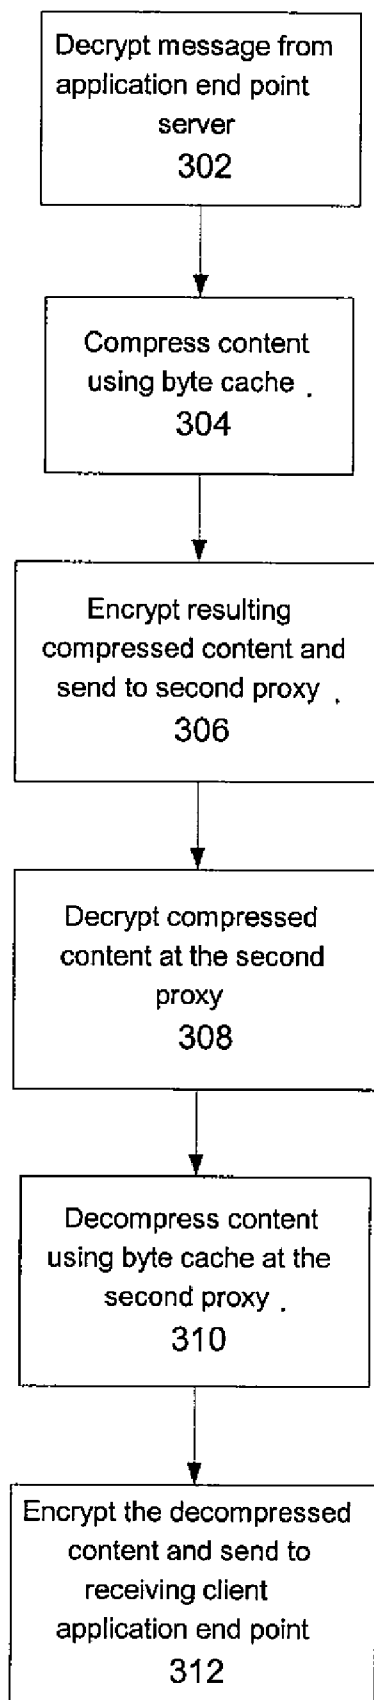 Decrypt message from
application end point
server
302
Compress content
using byte cache .
304
Encrypt resulting
compressed content and
send to second proxy .
306
Decrypt compressed
content at the second
proxy
308
Decompress content
using byte cache at the
second proxy .
310
Encrypt the decompressed
content and send to
receiving client
application end point
312